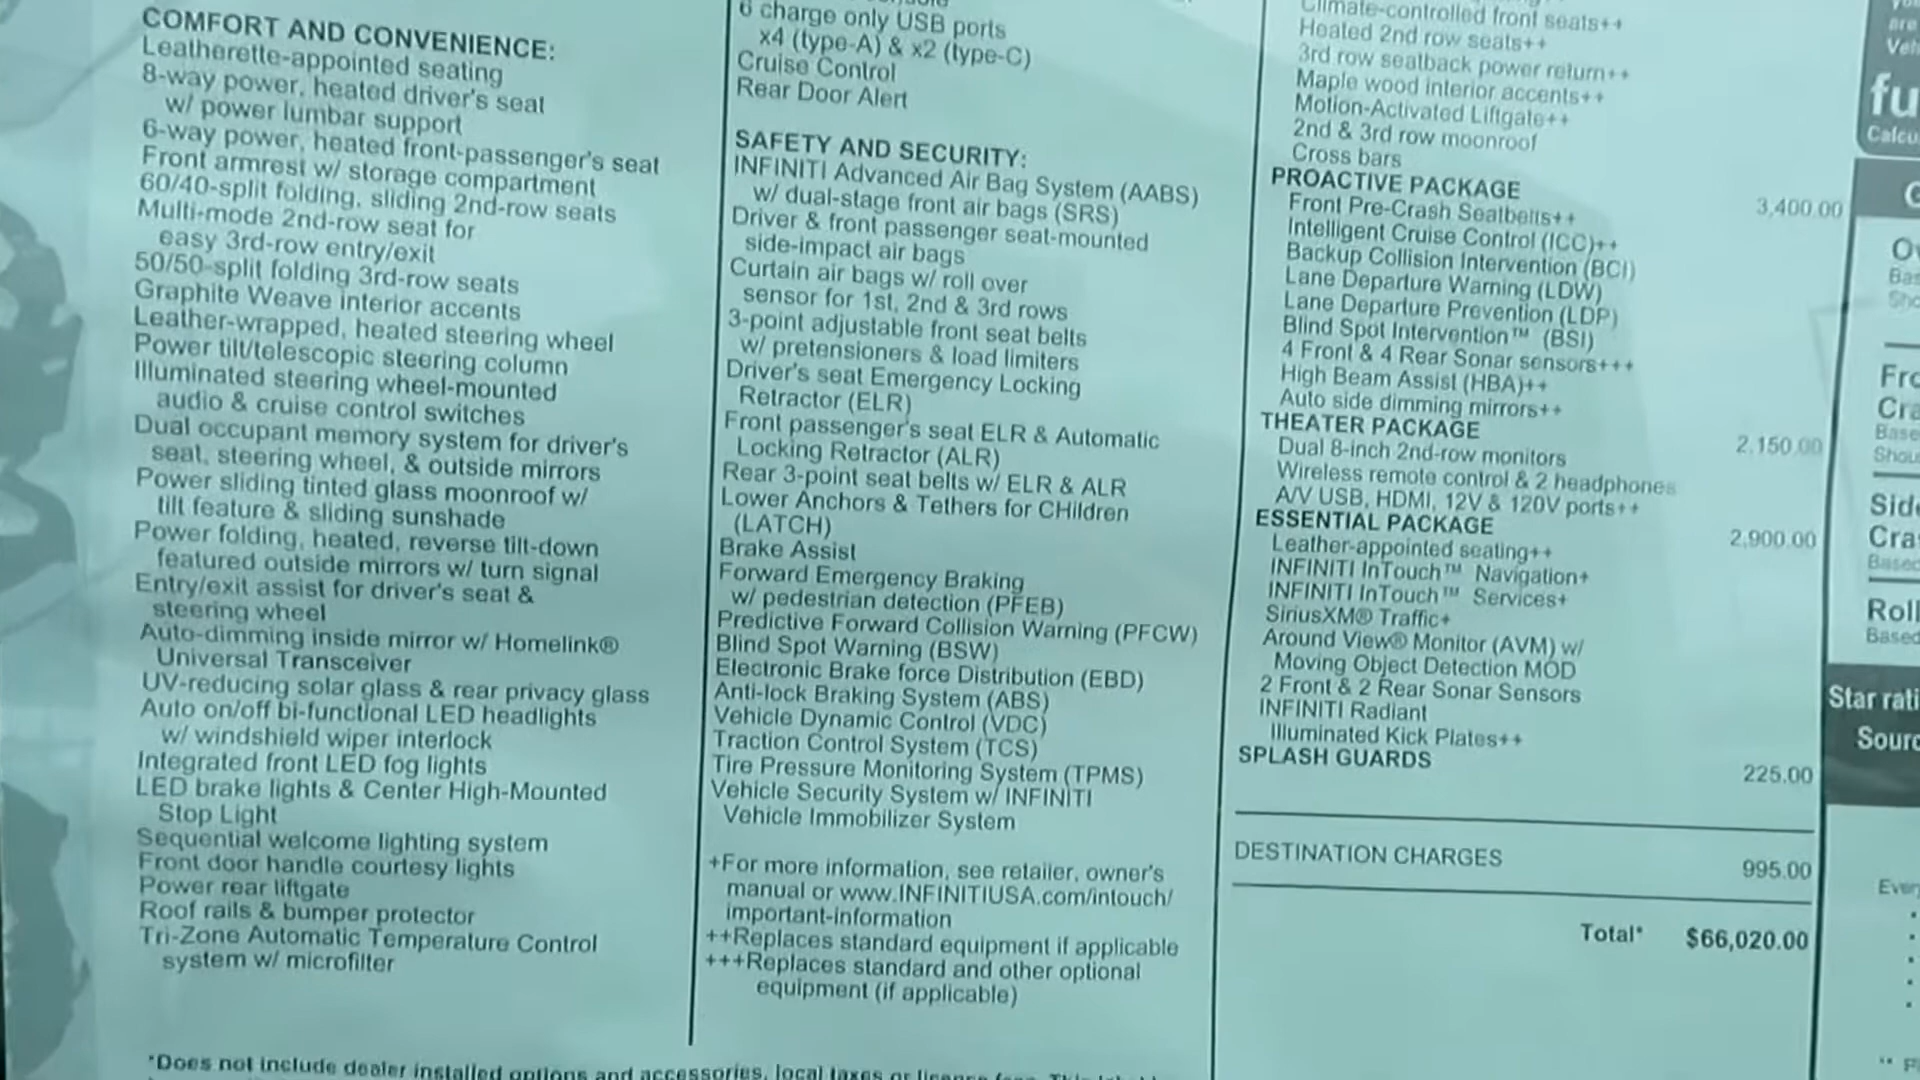 COMFORT AND CONVENIENCE:
Leatherette-appointed seating
8-way power, heated driver's seat
w/ power lumbar support
6-way power, heated front-passenger's seat
Front armrest w/ storage compartment
60/40-split folding, sliding 2nd-row seats
Multi-mode 2nd-row seat for
easy 3rd-row entry/exit
50/50-split folding 3rd-row seats
Graphite Weave interior accents
Leather-wrapped, heated steering wheel
Power tilt/telescopic steering column
Illuminated steering wheel-mounted
audio & cruise control switches
Dual occupant memory system for driver's
seat, steering wheel, & outside mirrors
Power sliding tinted glass moonroof w/
tilt feature & sliding sunshade
Power folding, heated, reverse tilt-down
featured outside mirrors w/ turn signal
Entry/exit assist for driver's seat &
steering wheel
Auto-dimming inside mirror w/ Homelink®
Universal Transceiver
UV-reducing solar glass & rear privacy glass
Auto on/off bi-functional LED headlights
w/ windshield wiper interlock
Integrated front LED fog lights
LED brake lights & Center High-Mounted
Stop Light
Sequential welcome lighting system
Front door handle courtesy lights
Power rear liftgate
Roof rails & bumper protector
Tri-Zone Automatic Temperature Control
system w/ microfilter
6 charge only USB ports
x4 (type-A) & x2 (type-C)
Cruise Control
Rear Door Alert
SAFETY AND SECURITY:
INFINITI Advanced Air Bag System (AABS)
w/ dual-stage front air bags (SRS)
Driver & front passenger seat-mounted
side-impact air bags
Curtain air bags w/ roll over
sensor for 1st, 2nd & 3rd rows
3-point adjustable front seat belts
w/ pretensioners & load limiters
Driver's seat Emergency Locking
Retractor (ELR)
Front passenger's seat ELR & Automatic
Locking Retractor (ALR)
Rear 3-point seat belts w/ ELR & ALR
Lower Anchors & Tethers for CHildren
(LATCH)
Brake Assist
Forward Emergency Braking
w/ pedestrian detection (PFEB)
Predictive Forward Collision Warning (PFCW)
Blind Spot Warning (BSW)
Electronic Brake force Distribution (EBD)
Anti-lock Braking System (ABS)
Vehicle Dynamic Control (VDC)
Traction Control System (TCS)
Tire Pressure Monitoring System (TPMS)
Vehicle Security System w/ INFINITI
Vehicle Immobilizer System
+For more information, see retailer, owner's
manual or www.INFINITIUSA.com/intouch/
important-information
++Replaces standard equipment if applicable
+++Replaces standard and other optional
equipment (if applicable)
Climate-controlled front seats++
Heated 2nd row seats++
3rd row seatback power return++
Maple wood interior accents++
Motion-Activated Liftgate++
2nd & 3rd row moonroof
Cross bars
PROACTIVE PACKAGE 3,400.00
Front Pre-Crash Seatbelts++
Intelligent Cruise Control (ICC)++
Backup Collision Intervention (BCI)
Lane Departure Warning (LDW)
Lane Departure Prevention (LDP)
Blind Spot Intervention™ (BSI)
4 Front & 4 Rear Sonar sensors+++
High Beam Assist (HBA)++
Auto side dimming mirrors++
THEATER PACKAGE 2,150.00
Dual 8-inch 2nd-row monitors
Wireless remote control & 2 headphones
A/V USB, HDMI, 12V & 120V ports++
ESSENTIAL PACKAGE 2,900.00
Leather-appointed seating++
INFINITI InTouch™ Navigation+
INFINITI InTouch™ Services+
SiriusXM® Traffic+
Around View® Monitor (AVM) w/
Moving Object Detection MOD
2 Front & 2 Rear Sonar Sensors
INFINITI Radiant
Illuminated Kick Plates++
SPLASH GUARDS 225.00
DESTINATION CHARGES 995.00
Total* $66,020.00
*Does not include dealer installed options and accessories, local taxes or license fees.
are
fu
Star rati